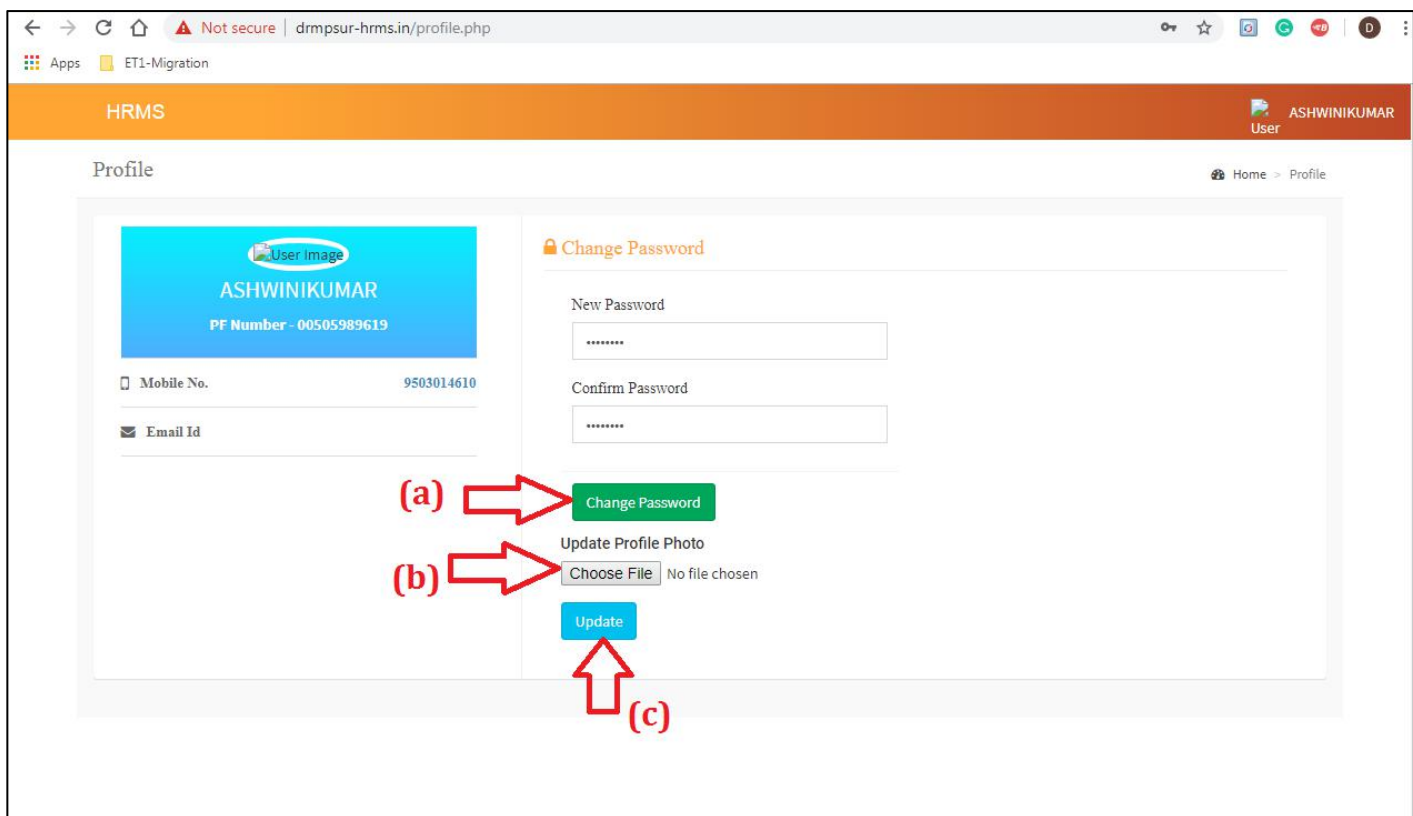 Not secure | drmpsur-hrms.in/profile.php
Apps ET1-Migration
HRMS
User
ASHWINIKUMAR
Profile
Home > Profile
User Image
ASHWINIKUMAR
PF Number - 00505989619
Mobile No. 9503014610
Email Id
Change Password
New Password
••••••••
Confirm Password
••••••••
(a)
Change Password
Update Profile Photo
(b)
Choose File No file chosen
Update
(c)